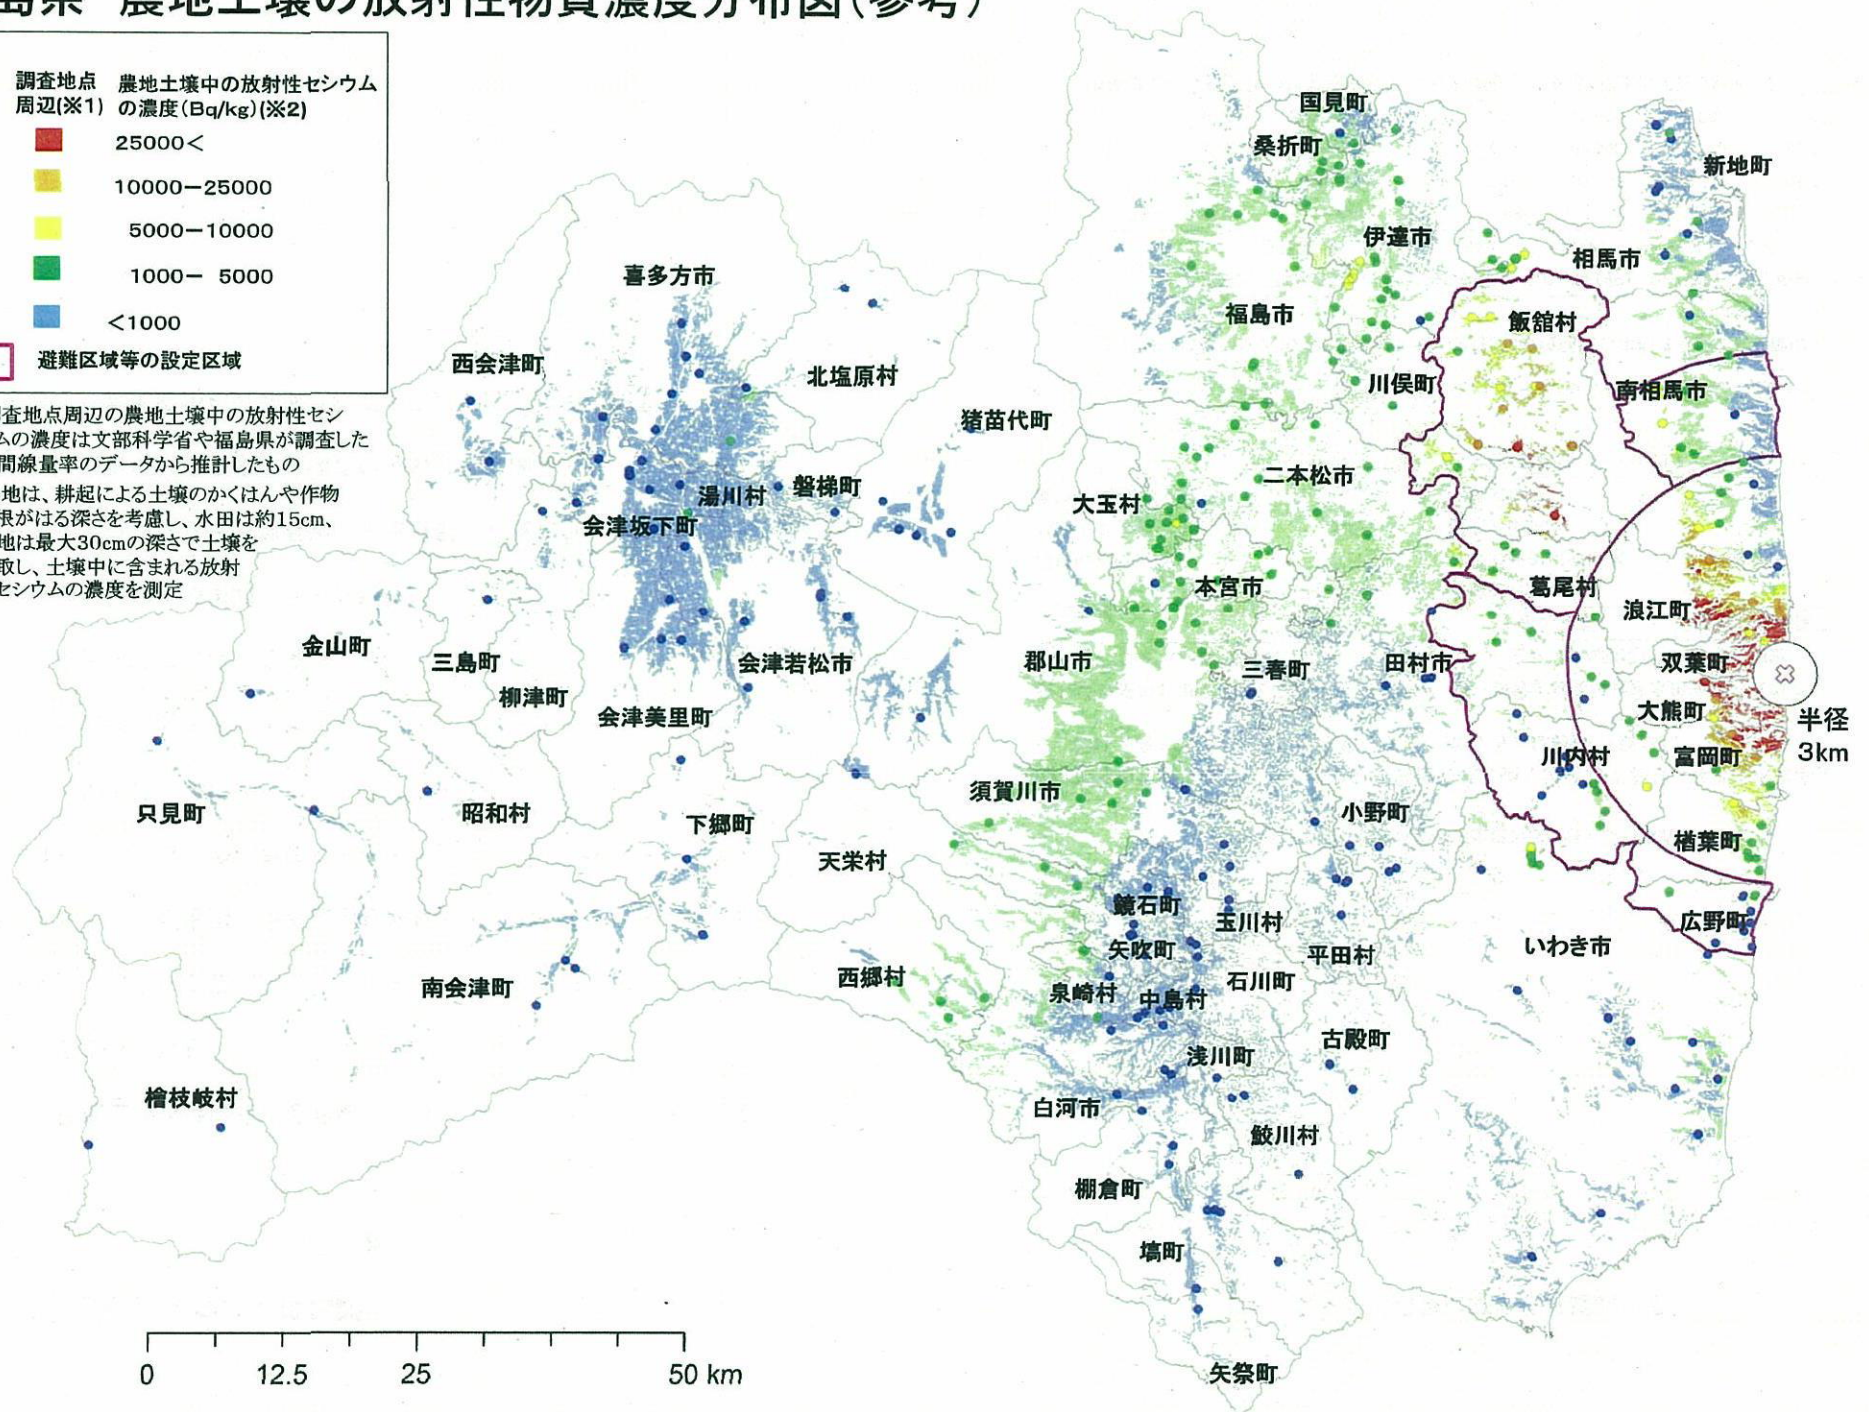 島県 農地土壌の放射性物質濃度分布図(参考)
調査地点
周辺(※1)
農地土壌中の放射性セシウム
の濃度(Bq/kg)(※2)
25000<
10000-25000
5000-10000
1000- 5000
<1000
避難区域等の設定区域
査地点周辺の農地土壌中の放射性セシ
ムの濃度は文部科学省や福島県が調査した
間線量率のデータから推計したもの
地は、耕起による土壌のかくはんや作物
根がはる深さを考慮し、水田は約15cm、
地は最大30cmの深さで土壌を
取し、土壌中に含まれる放射
セシウムの濃度を測定
国見町
桑折町
新地町
伊達市
相馬市
喜多方市
福島市
飯舘村
西会津町
北塩原村
川俣町
南相馬市
猪苗代町
二本松市
磐梯町
湯川村
大玉村
会津坂下町
本宮市
葛尾村
浪江町
金山町
三島町
会津若松市
郡山市
三春町
田村市
双葉町
柳津町
会津美里町
大熊町
半径
3km
川内村
富岡町
須賀川市
只見町
昭和村
下郷町
小野町
楢葉町
天栄村
鏡石町
玉川村
広野町
いわき市
矢吹町
平田村
西郷村
石川町
南会津町
泉崎村
中島村
古殿町
浅川町
檜枝岐村
白河市
鮫川村
棚倉町
塙町
矢祭町
0 12.5 25 50 km